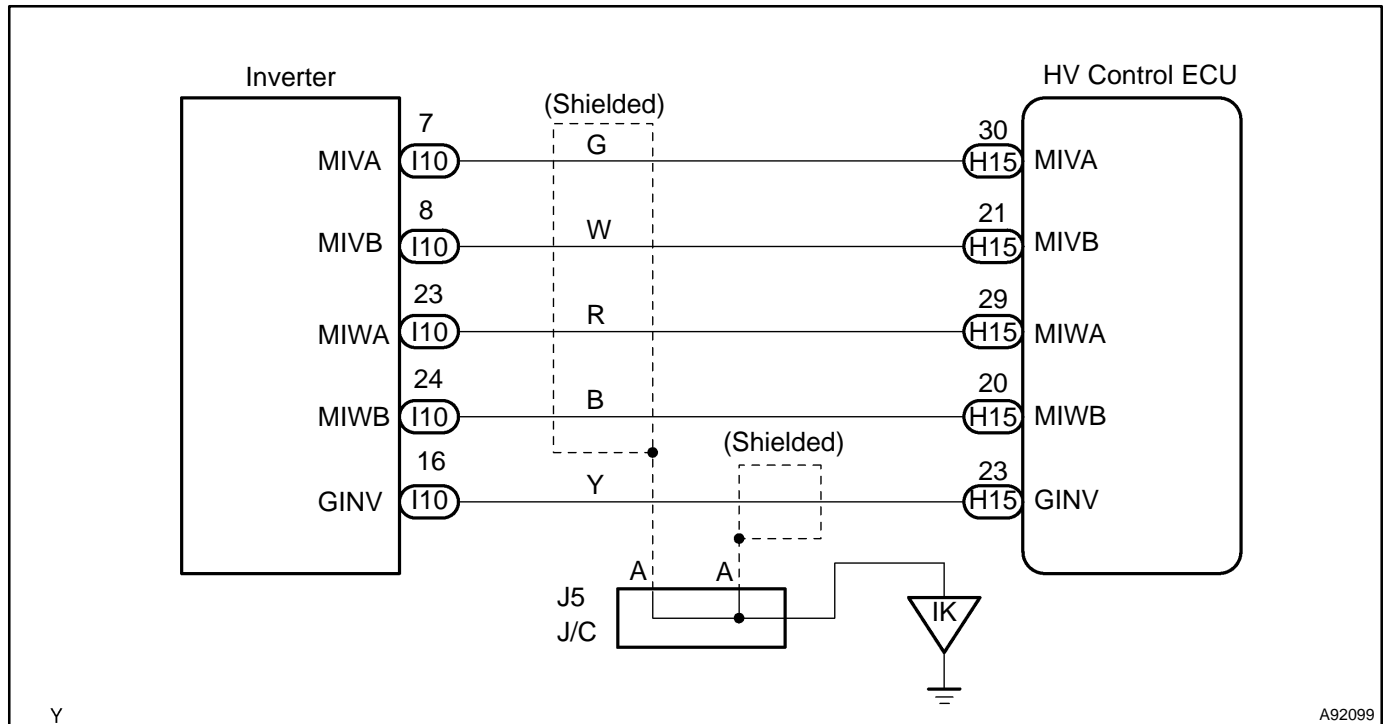 Inverter
HV Control ECU
(Shielded)
7
30
G
MIVA I10
H15 MIVA
8
21
W
MIVB I10
H15 MIVB
23
29
R
MIWA I10
H15 MIWA
24
20
B
MIWB I10
H15 MIWB
(Shielded)
16
23
Y
GINV I10
H15 GINV
A A
J5
J/C
IK
Y
A92099